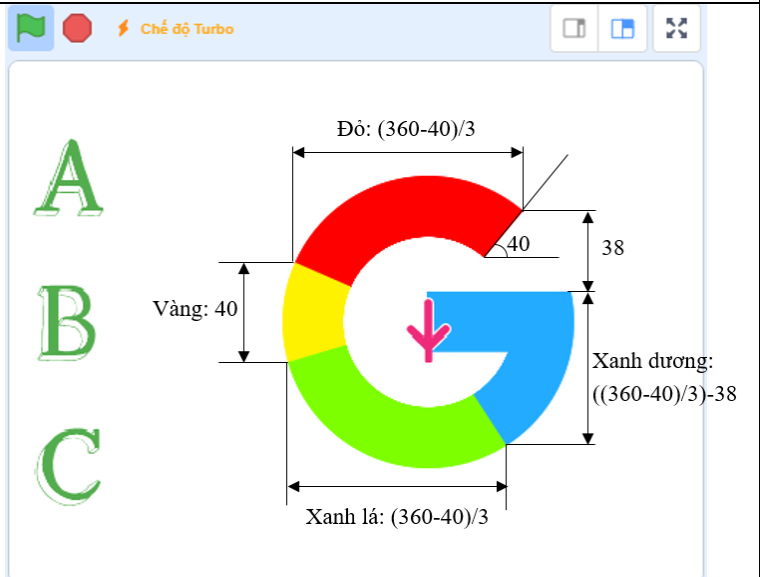 Chế độ Turbo
Đỏ: (360-40)/3
A
40
38
B
Vàng: 40
Xanh dương:
((360-40)/3)-38
C
Xanh lá: (360-40)/3